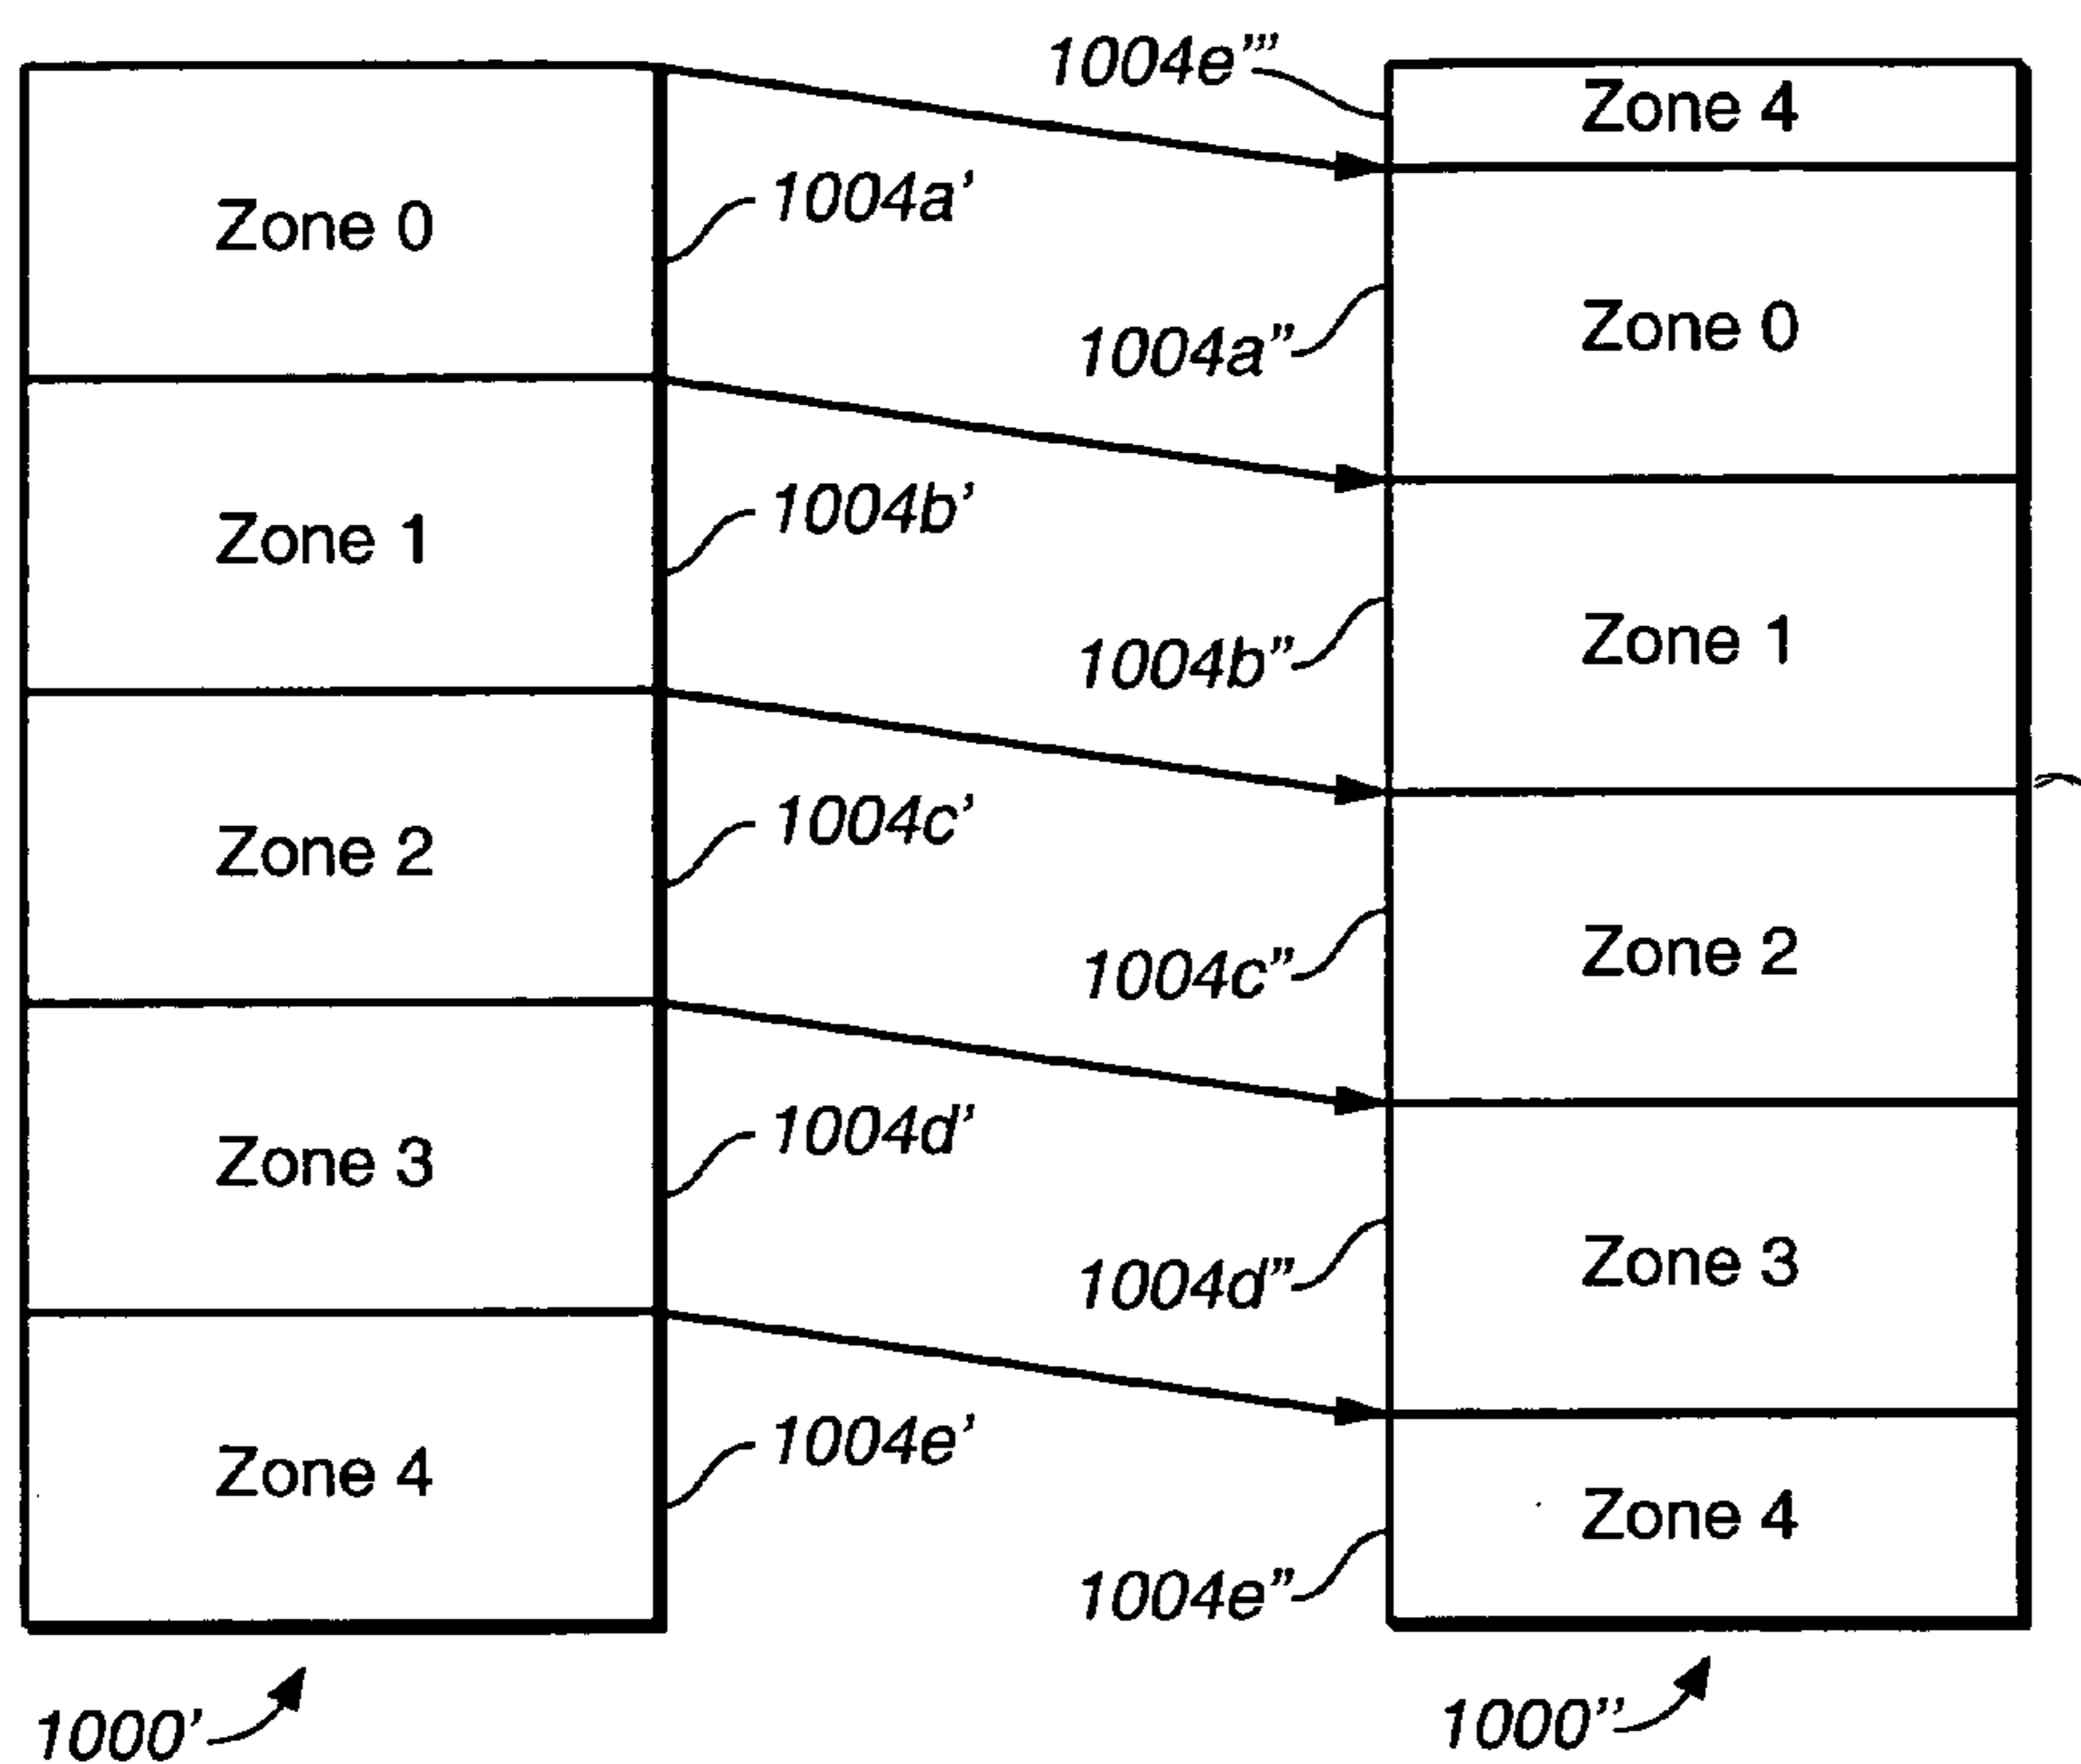 1004e'''
Zone 4
Zone 0
1004a'
1004a"
Zone 0
Zone 1
1004b'
1004b"
Zone 1
Zone 2
1004c'
1004c"
Zone 2
Zone 3
1004d'
1004d"
Zone 3
Zone 4
1004e'
1004e"
Zone 4
1000'
1000"